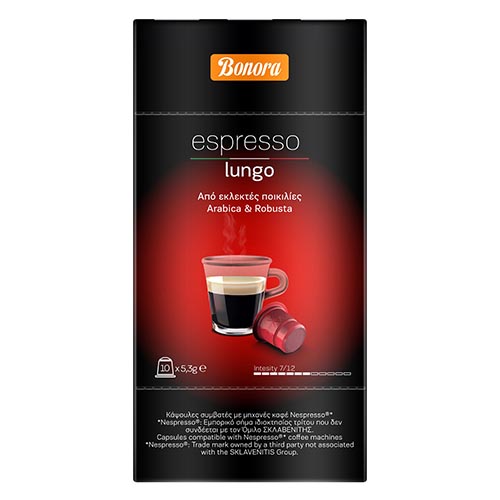 Bonora
espresso
lungo
Από εκλεκτές ποικιλίες
Arabica & Robusta
10 x 5,3g ℮
Intesity 7/12
Κάψουλες συμβατές με μηχανές καφέ Nespresso®*
*Nespresso®: Εμπορικό σήμα ιδιοκτησίας τρίτου που δεν
συνδέεται με τον Όμιλο ΣΚΛΑΒΕΝΙΤΗΣ.
Capsules compatible with Nespresso®* coffee machines
*Nespresso®: Trade mark owned by a third party not associated
with the SKLAVENITIS Group.